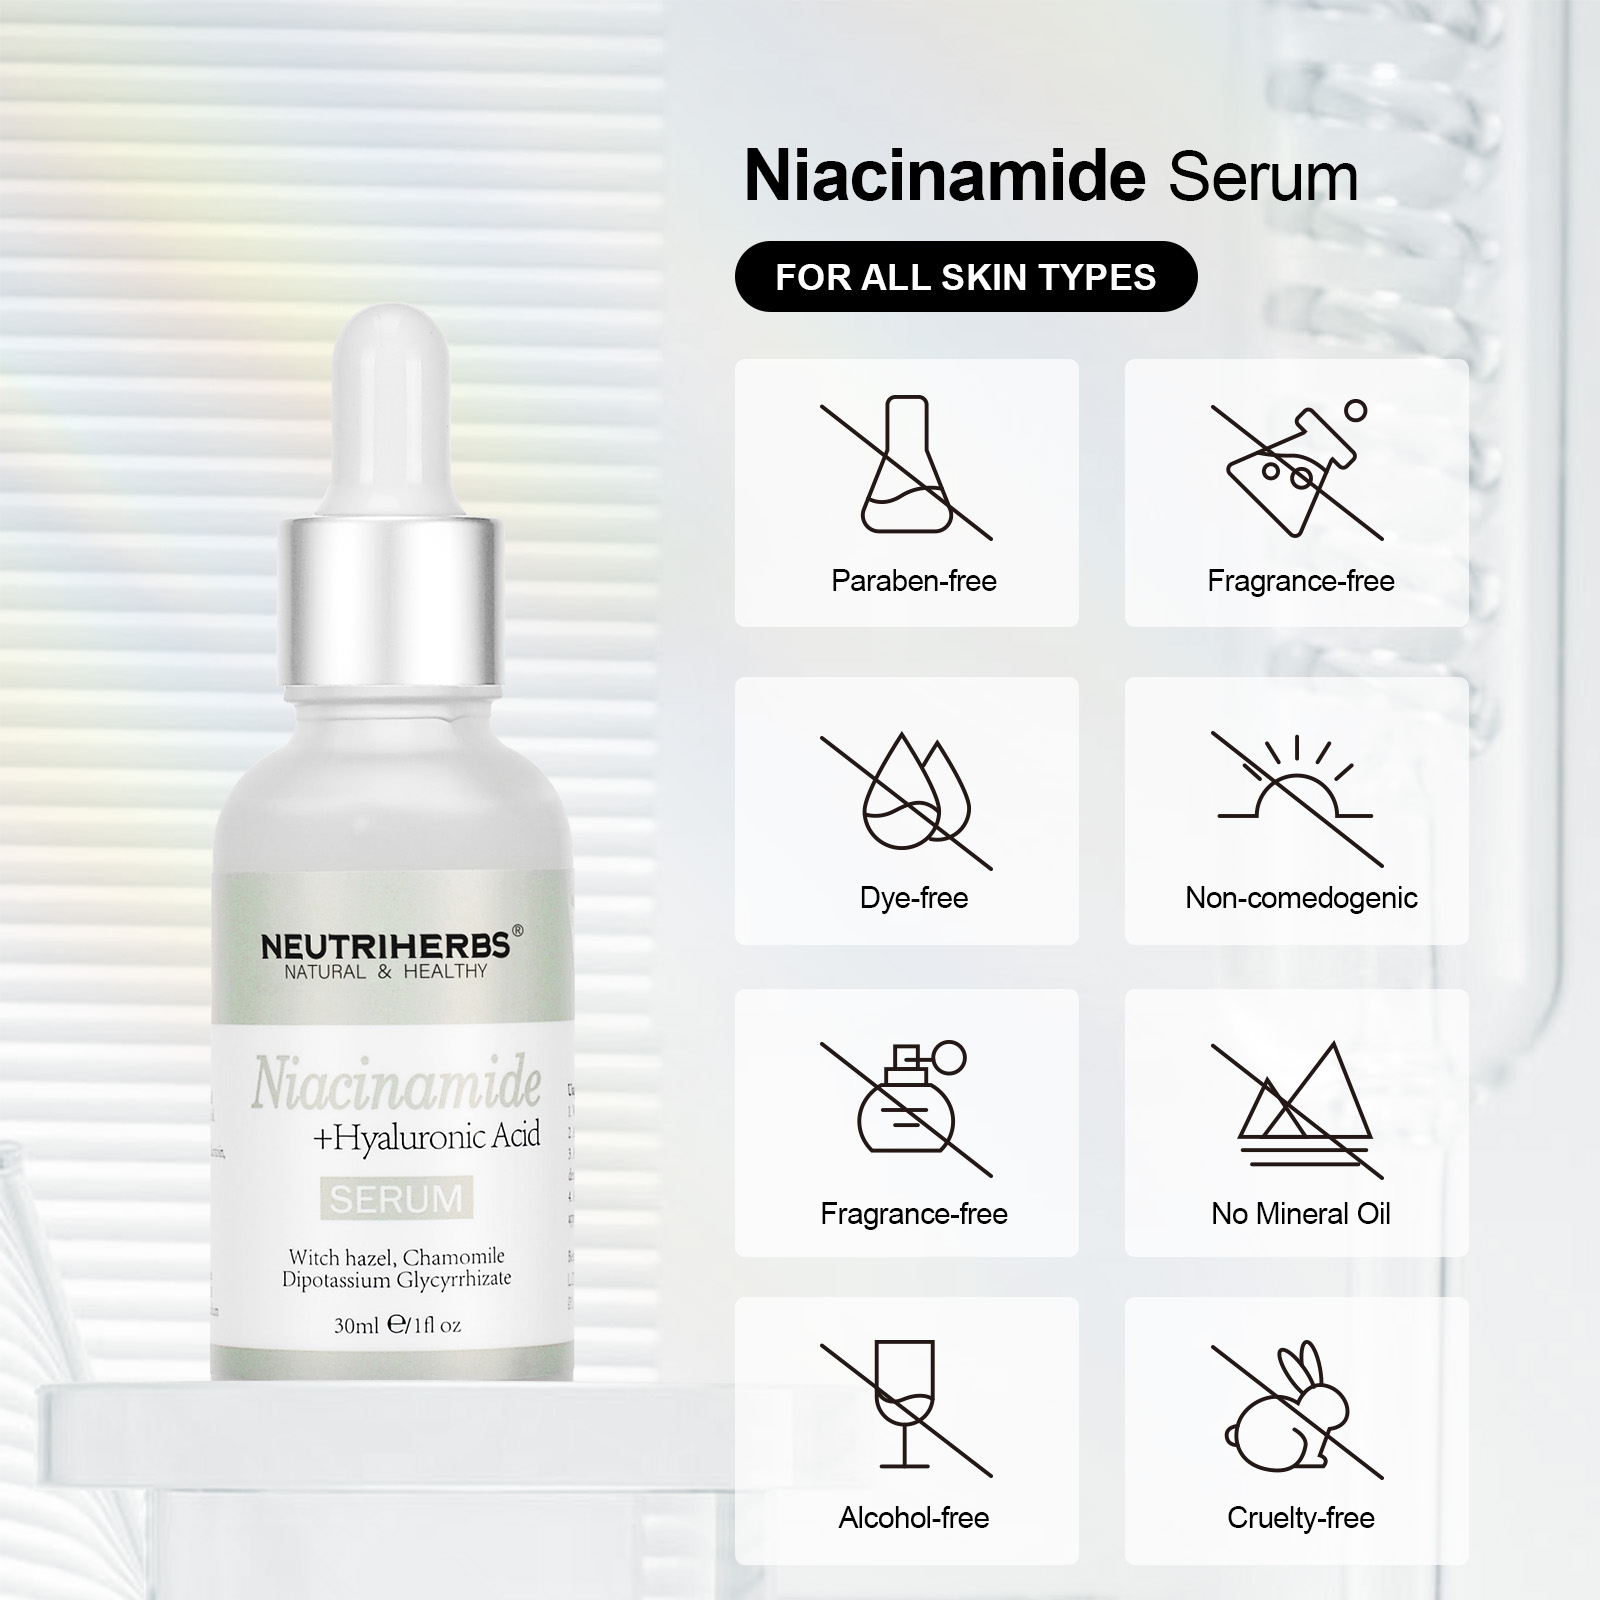 Niacinamide Serum
FOR ALL SKIN TYPES
Paraben-free
Fragrance-free
Dye-free
Non-comedogenic
Fragrance-free
No Mineral Oil
Alcohol-free
Cruelty-free
NEUTRIHERBS®
NATURAL & HEALTHY
Niacinamide
+Hyaluronic Acid
SERUM
Witch hazel, Chamomile
Dipotassium Glycyrrhizate
30ml ℮/1fl oz